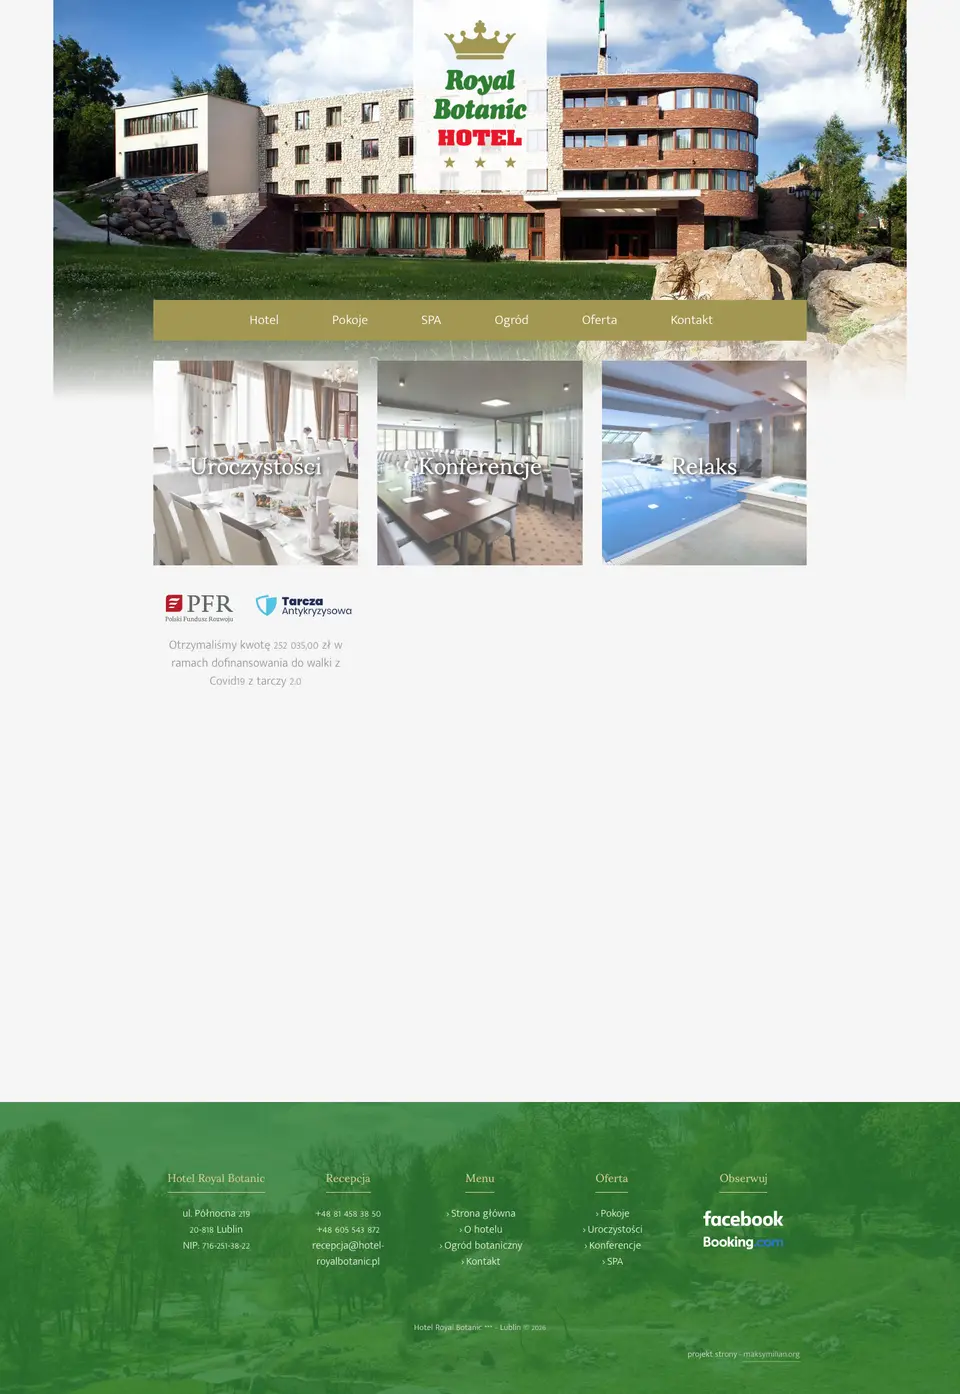 Royal
Botanic
HOTEL
Hotel
Pokoje
SPA
Ogród
Oferta
Kontakt
Uroczystości
Konferencje
Relaks
PFR
Polski Fundusz Rozwoju
Tarcza
Antykryzysowa
Otrzymaliśmy kwotę 252 035,00 zł w
ramach dofinansowania do walki z
Covid19 z tarczy 2.0
Hotel Royal Botanic
ul. Północna 219
20-818 Lublin
NIP: 716-251-38-22
Recepcja
+48 81 458 38 50
+48 605 543 872
recepcja@hotel-
royalbotanic.pl
Menu
› Strona główna
› O hotelu
› Ogród botaniczny
› Kontakt
Oferta
› Pokoje
› Uroczystości
› Konferencje
› SPA
Obserwuj
facebook
Booking.com
Hotel Royal Botanic *** - Lublin © 2026
projekt strony - maksymilian.org